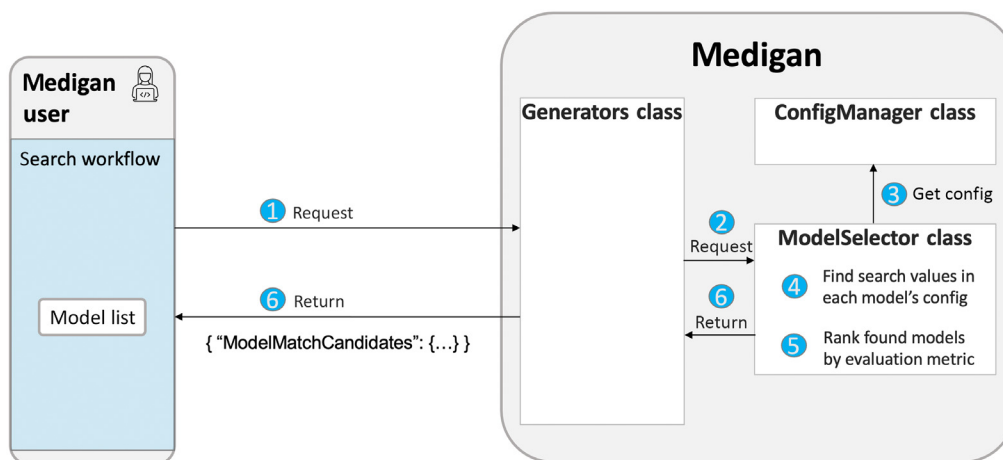 Medigan
user
Search workflow
Model list
1 Request
6 Return
{ “ModelMatchCandidates”: {...} }
Medigan
Generators class
2
Request
6
Return
ConfigManager class
3 Get config
ModelSelector class
4 Find search values in
each model’s config
5 Rank found models
by evaluation metric